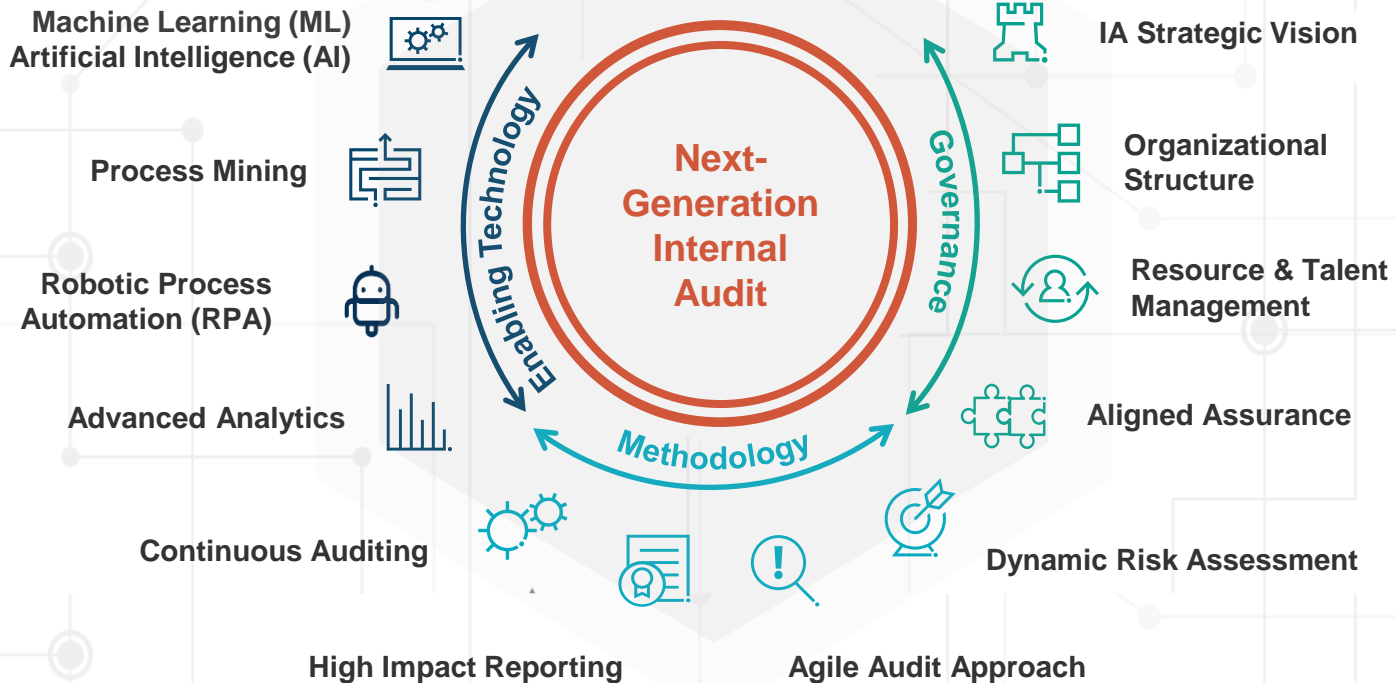 Machine Learning (ML)
Artificial Intelligence (AI)
Process Mining
Robotic Process
Automation (RPA)
Advanced Analytics
Continuous Auditing
High Impact Reporting
Enabling Technology
Next-
Generation
Internal
Audit
Methodology
Governance
IA Strategic Vision
Organizational
Structure
Resource & Talent
Management
Aligned Assurance
Dynamic Risk Assessment
Agile Audit Approach